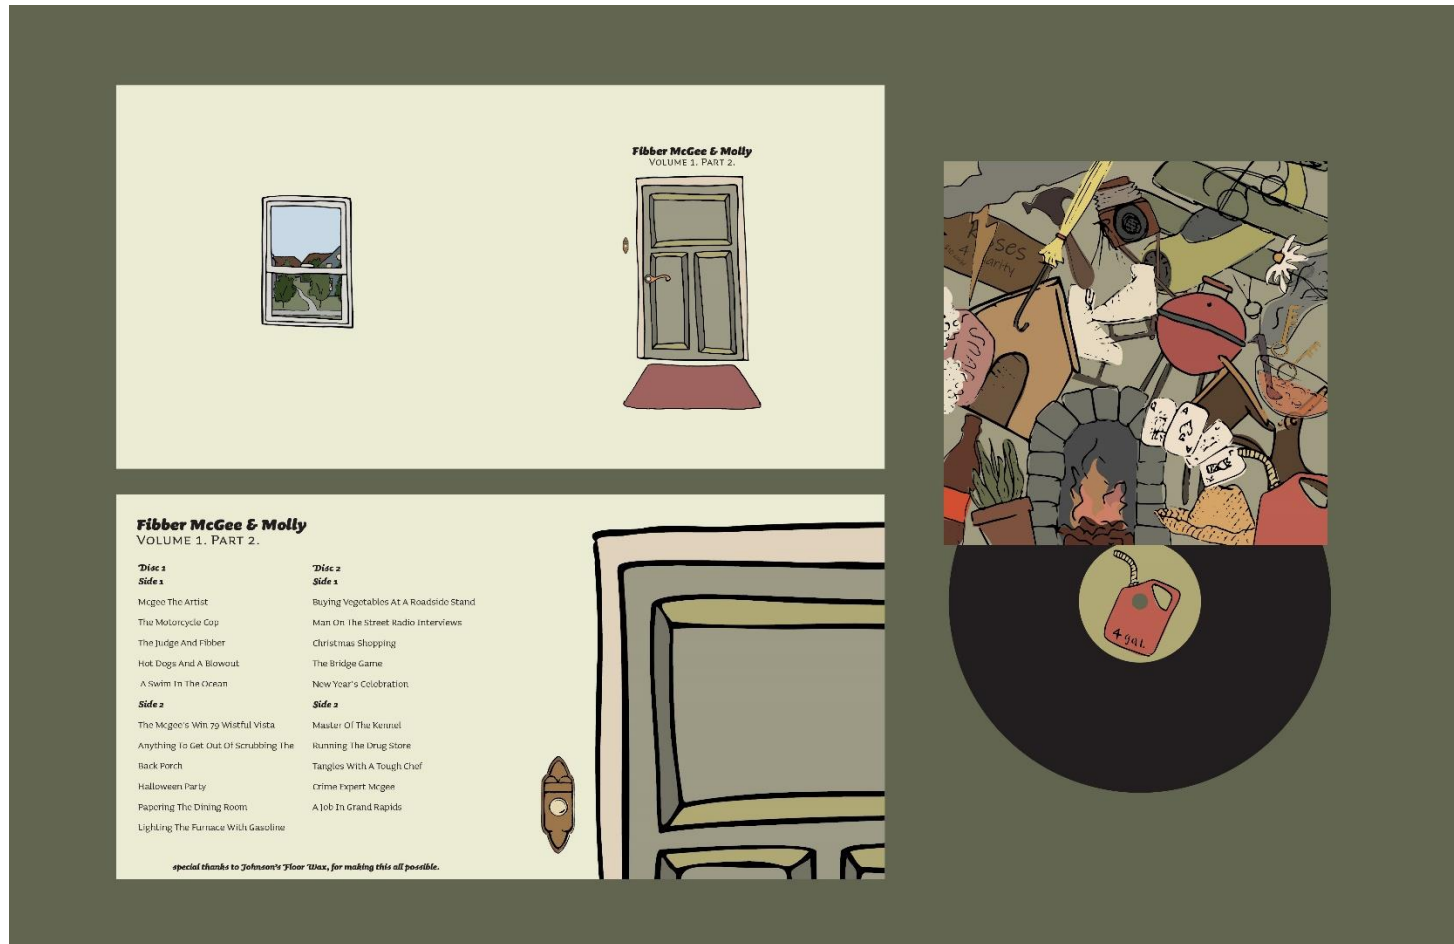 Fibber McGee & Molly
Volume 1. Part 2.
Fibber McGee & Molly
Volume 1. Part 2.
Disc 1
Side 1
Mcgee The Artist
The Motorcycle Cop
The Judge And Fibber
Hot Dogs And A Blowout
A Swim In The Ocean
Side 2
The Mcgee's Win 79 Wistful Vista
Anything To Get Out Of Scrubbing The
Back Porch
Halloween Party
Papering The Dining Room
Lighting The Furnace With Gasoline
Disc 2
Side 1
Buying Vegetables At A Roadside Stand
Man On The Street Radio Interviews
Christmas Shopping
The Bridge Game
New Year's Celebration
Side 2
Master Of The Kennel
Running The Drug Store
Tangles With A Tough Chef
Crime Expert Mcgee
A Job In Grand Rapids
special thanks to Johnson's Floor Wax, for making this all possible.
4
A
K
4 gal